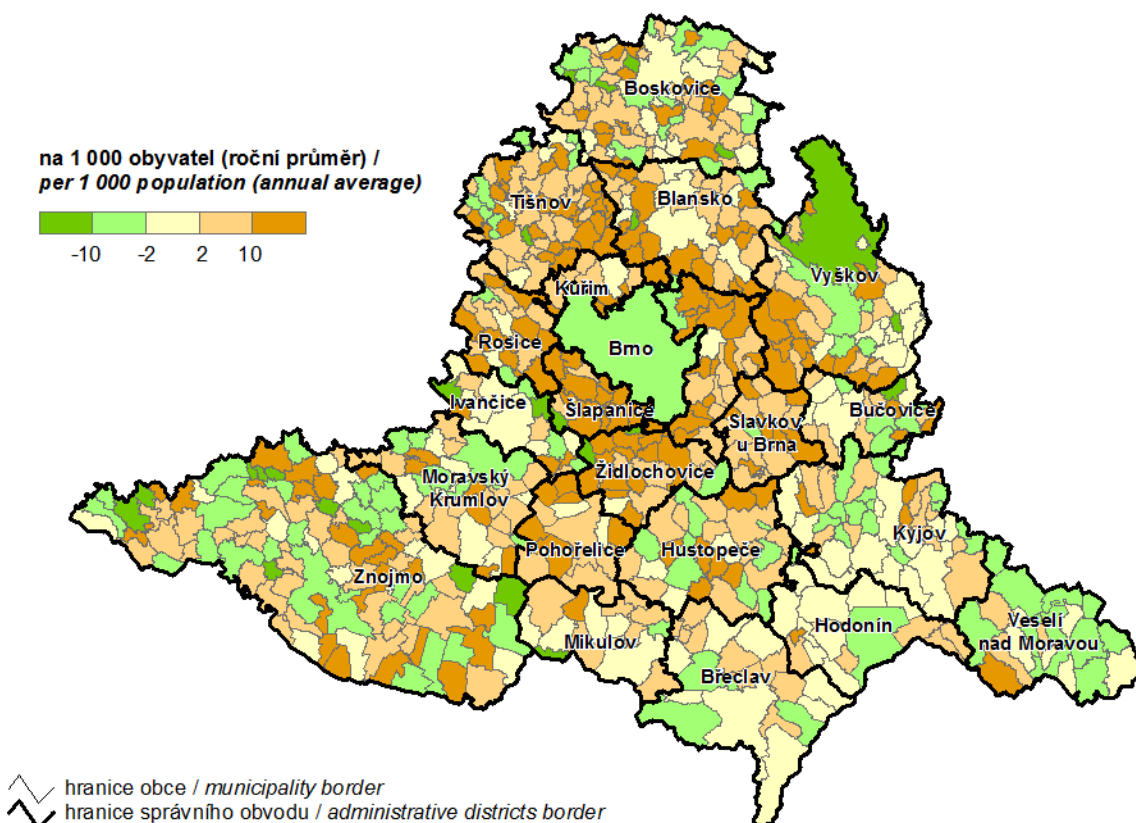 Boskovice
na 1 000 obyvatel (roční průměr) /
per 1 000 population (annual average)
Tišnov
Blansko
-10 -2 2 10
Vyškov
Kuřim
Rosice
Brno
Ivančice
Šlapanice
Bučovice
Slavkov
u Brna
Židlochovice
Moravský
Krumlov
Kyjov
Pohořelice
Hustopeče
Znojmo
Veselí
nad Moravou
Hodonín
Mikulov
Břeclav
hranice obce / municipality border
hranice správního obvodu / administrative districts border